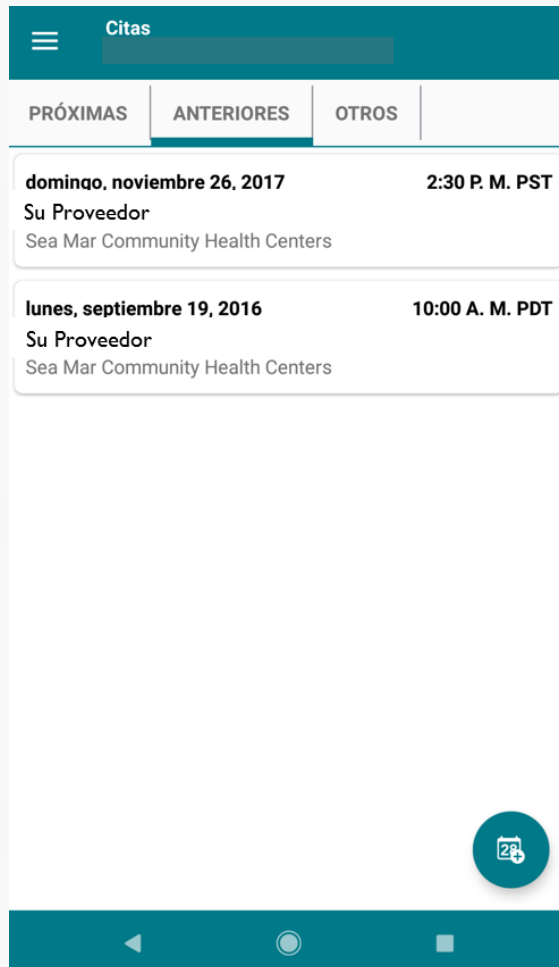 Citas
PRÓXIMAS ANTERIORES OTROS
domingo, noviembre 26, 2017 2:30 P. M. PST
Su Proveedor
Sea Mar Community Health Centers
lunes, septiembre 19, 2016 10:00 A. M. PDT
Su Proveedor
Sea Mar Community Health Centers
28